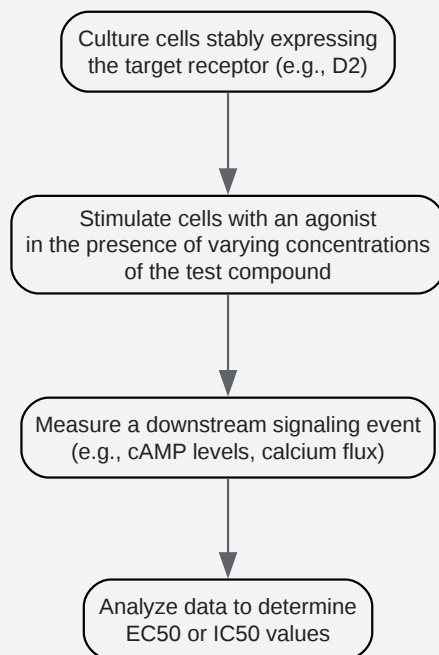 Culture cells stably expressing
the target receptor (e.g., D2)
Stimulate cells with an agonist
in the presence of varying concentrations
of the test compound
Measure a downstream signaling event
(e.g., cAMP levels, calcium flux)
Analyze data to determine
EC50 or IC50 values